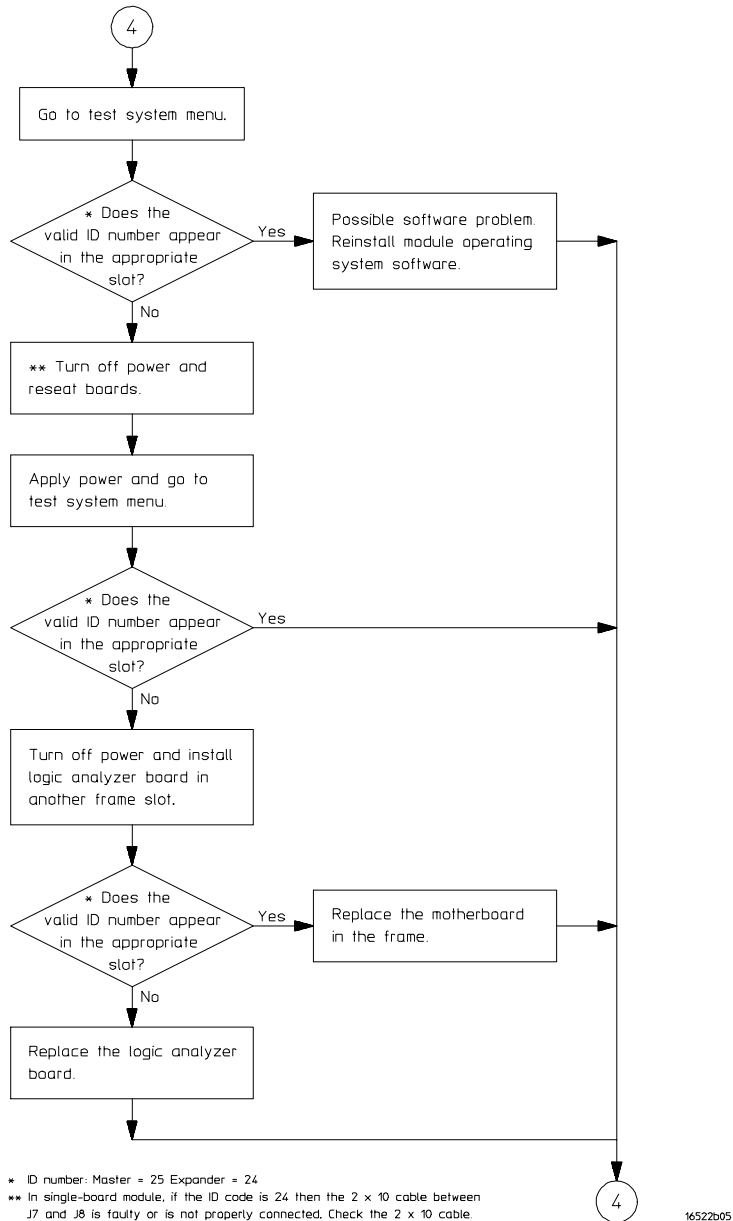 4
Go to test system menu.
* Does the
valid ID number appear
in the appropriate
slot?
Yes
Possible software problem.
Reinstall module operating
system software.
No
** Turn off power and
reseat boards.
Apply power and go to
test system menu.
* Does the
valid ID number appear
in the appropriate
slot?
Yes
No
Turn off power and install
logic analyzer board in
another frame slot.
* Does the
valid ID number appear
in the appropriate
slot?
Yes
Replace the motherboard
in the frame.
No
Replace the logic analyzer
board.
* ID number: Master = 25 Expander = 24
** In single-board module, if the ID code is 24 then the 2 x 10 cable between
J7 and J8 is faulty or is not properly connected. Check the 2 x 10 cable.
4
16522b05